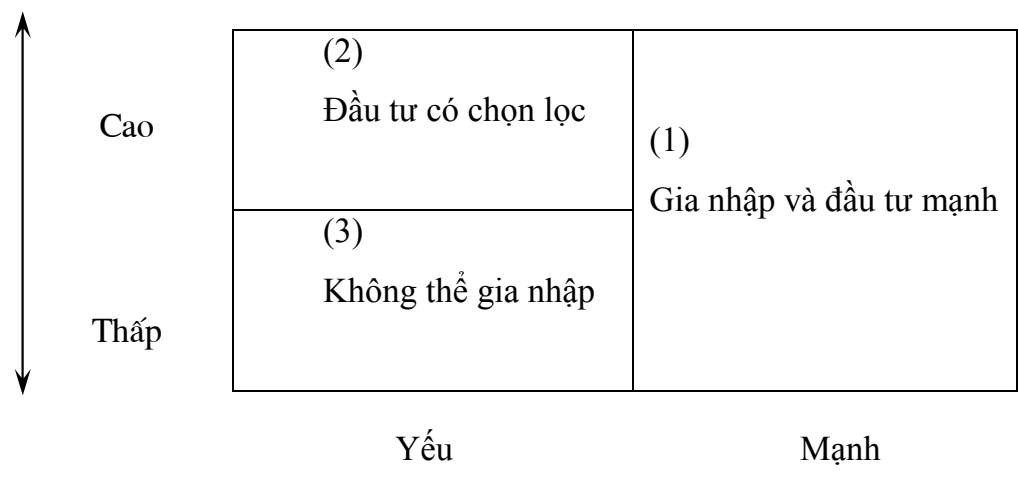 (2)
Đầu tư có chọn lọc
Cao
(1)
Gia nhập và đầu tư mạnh
(3)
Không thể gia nhập
Thấp
Yếu
Mạnh